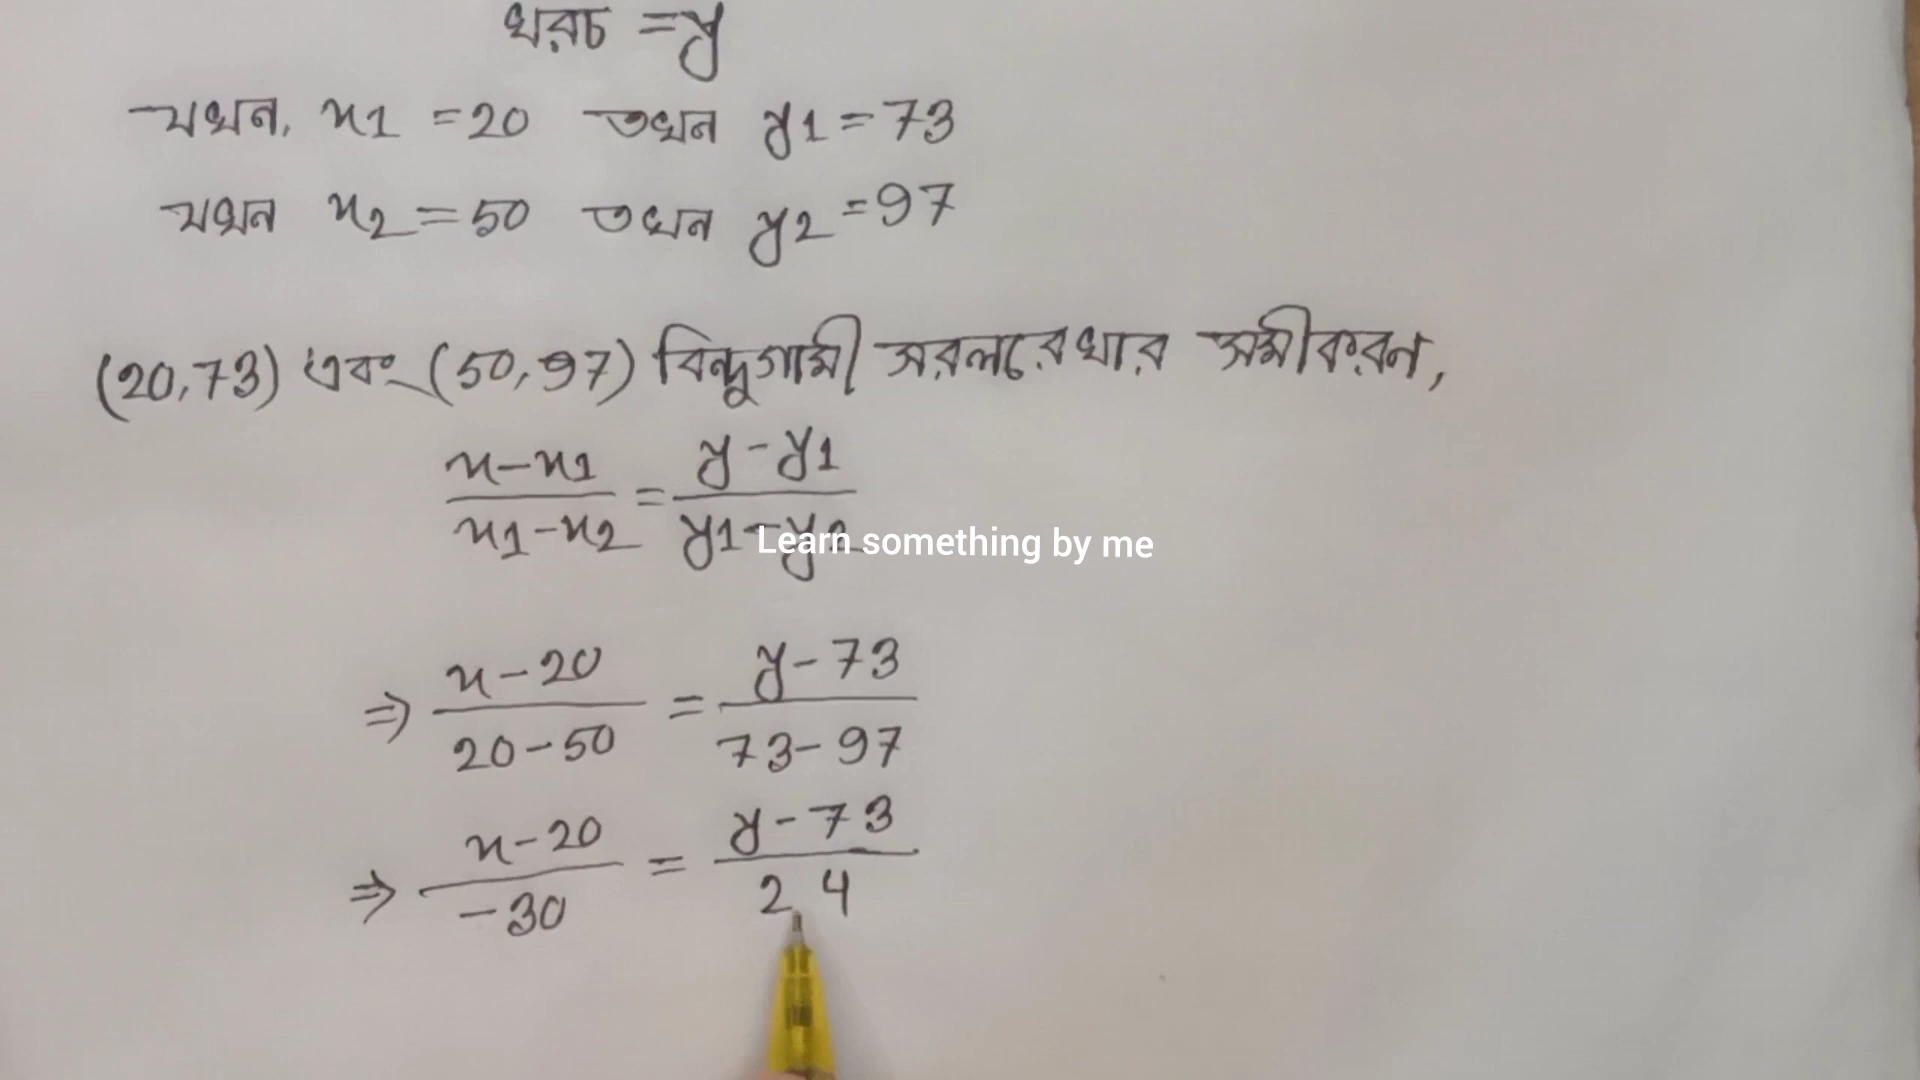 খরচ = y
যখন, x1 = 20 তখন y1 = 73
যখন x2 = 50 তখন y2 = 97
(20,73) এবং (50,97) বিন্দুগামী সরলরেখার সমীকরন,
x-x1 / x1-x2 = y-y1 / y1-y2
Learn something by me
⇒ x-20 / 20-50 = y-73 / 73-97
⇒ x-20 / -30 = y-73 / 24